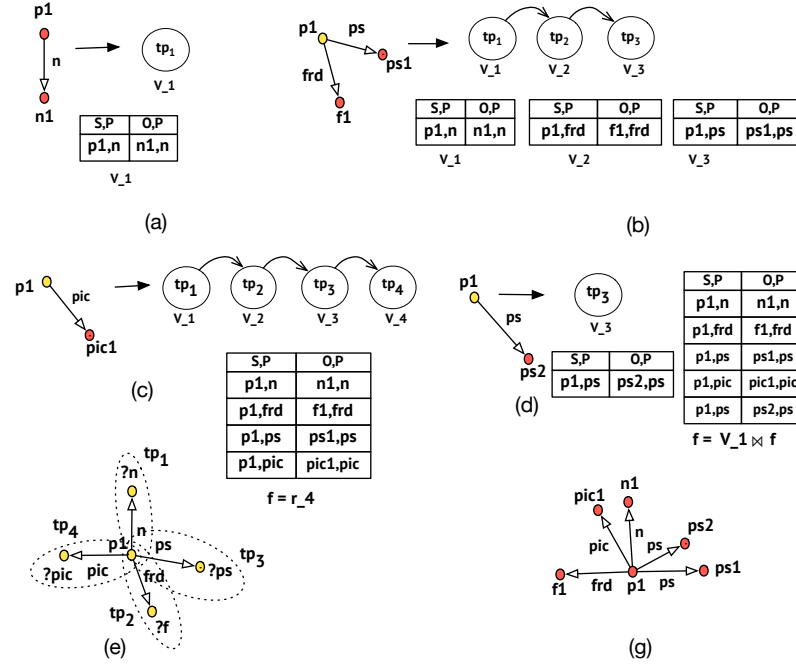 p1
n
n1
tp1
V_1
S,P O,P
p1,n n1,n
V_1
(a)
p1
ps
ps1
frd
f1
tp1 tp2 tp3
V_1 V_2 V_3
S,P O,P
p1,n n1,n
V_1
S,P O,P
p1,frd f1,frd
V_2
S,P O,P
p1,ps ps1,ps
V_3
(b)
p1
pic
pic1
tp1 tp2 tp3 tp4
V_1 V_2 V_3 V_4
(c)
S,P O,P
p1,n n1,n
p1,frd f1,frd
p1,ps ps1,ps
p1,pic pic1,pic
f = r_4
p1
ps
ps2
tp3
V_3
(d)
S,P O,P
p1,ps ps2,ps
S,P O,P
p1,n n1,n
p1,frd f1,frd
p1,ps ps1,ps
p1,pic pic1,pic
p1,ps ps2,ps
f = V_1 ⋈ f
tp1
?n
n
tp4
p1
ps
tp3
?pic
pic
frd
?ps
tp2
?f
(e)
n1
pic1
ps2
n
pic
ps
f1
frd
p1
ps
ps1
(g)